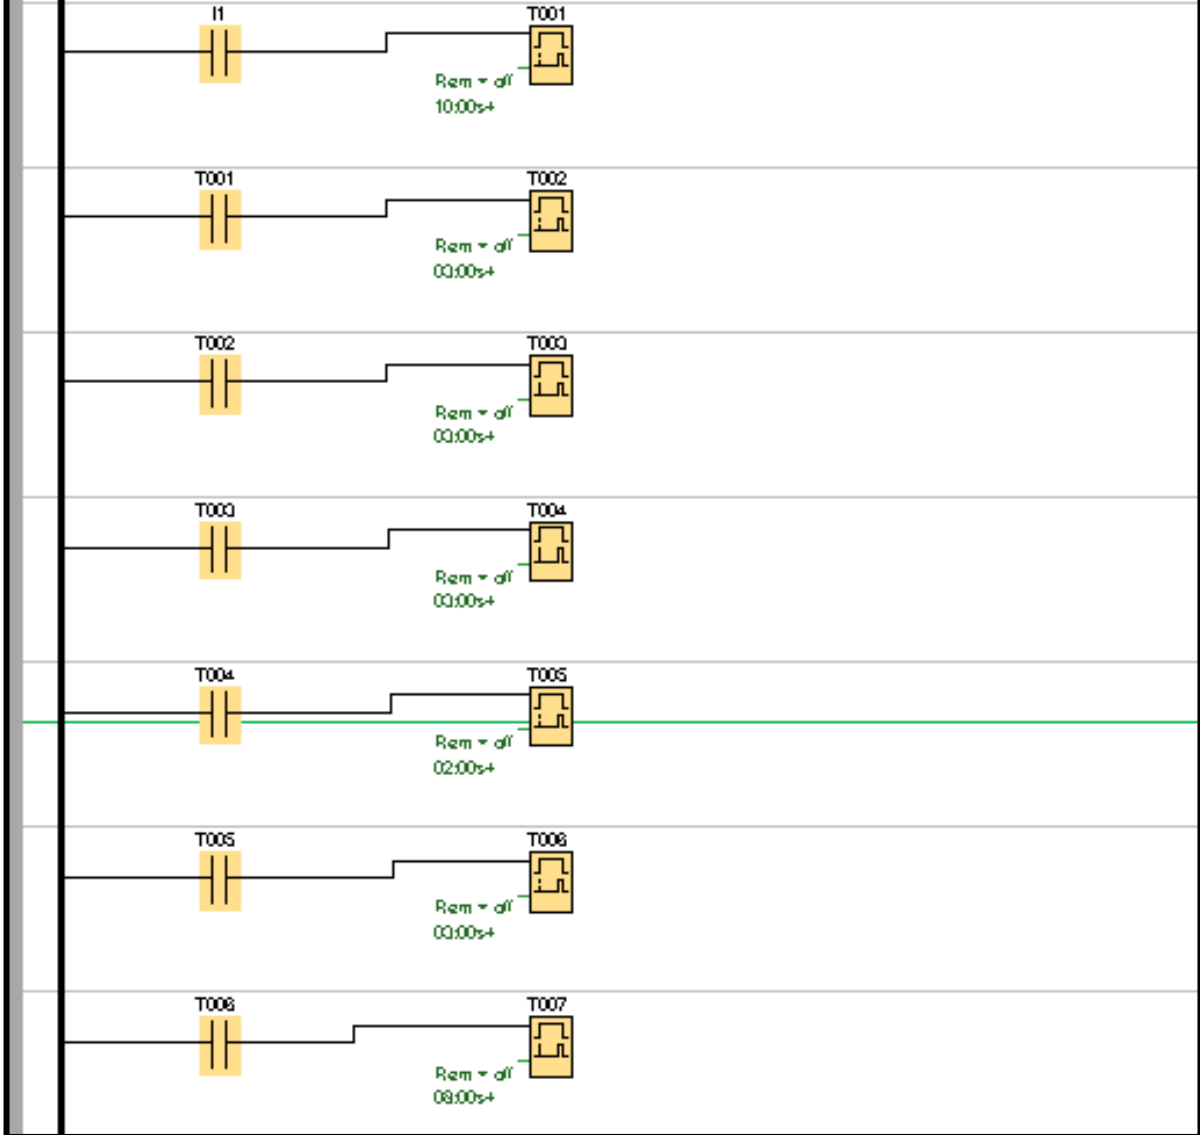 I1
T001
Rem = off
10:00s+
T001
T002
Rem = off
03:00s+
T002
T003
Rem = off
03:00s+
T003
T004
Rem = off
03:00s+
T004
T005
Rem = off
02:00s+
T005
T006
Rem = off
03:00s+
T006
T007
Rem = off
08:00s+